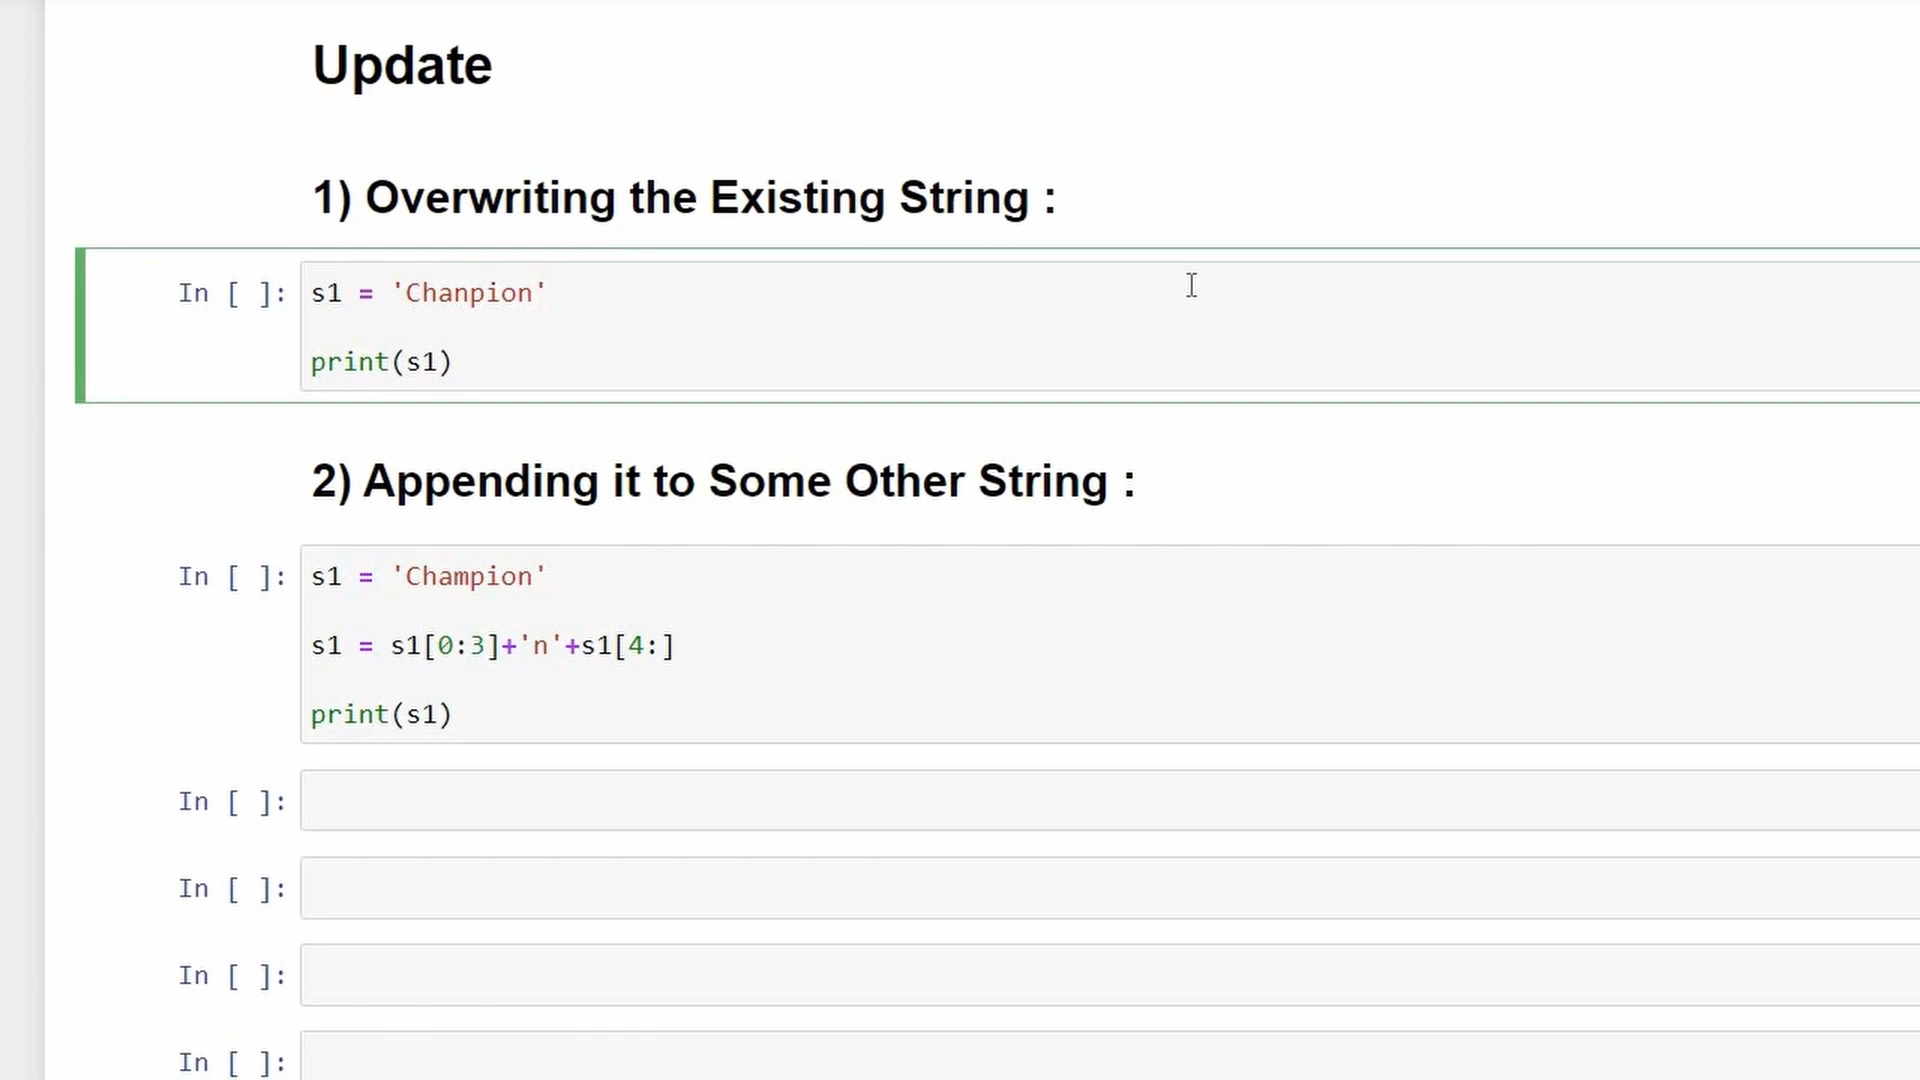 Update
1) Overwriting the Existing String :
In [ ]: s1 = 'Chanpion'
print(s1)
2) Appending it to Some Other String :
In [ ]: s1 = 'Champion'
s1 = s1[0:3]+'n'+s1[4:]
print(s1)
In [ ]:
In [ ]:
In [ ]:
In [ ]: